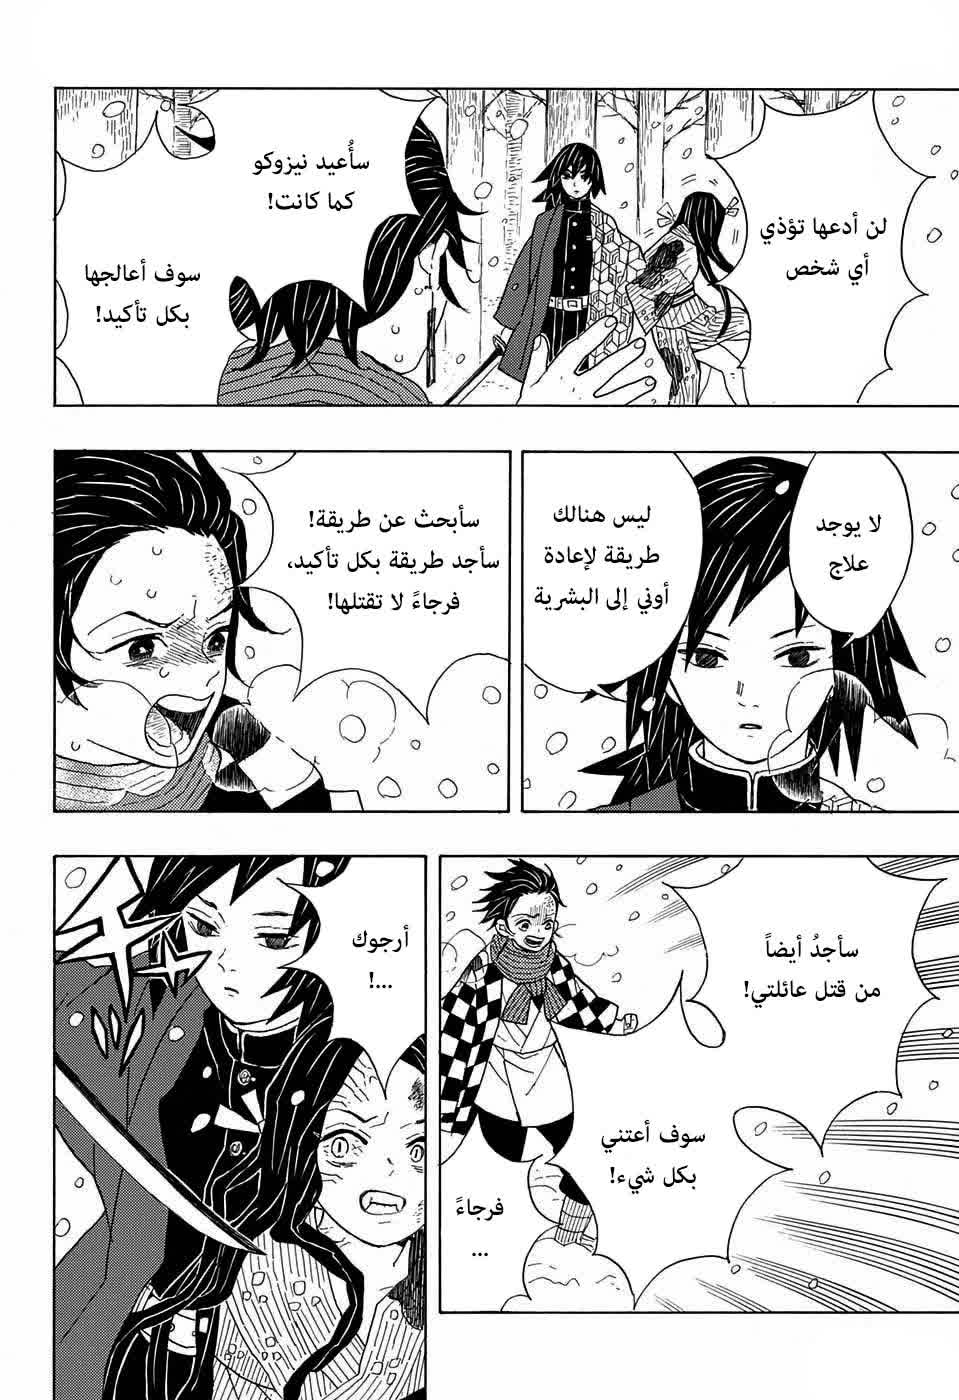 لن أدعها تؤذي
أي شخص
سأُعيد نيزوكو
كما كانت!
سوف أعالجها
بكل تأكيد!
لا يوجد
علاج
ليس هنالك
طريقة لإعادة
أوني إلى البشرية
سأبحث عن طريقة!
سأجد طريقة بكل تأكيد،
فرجاءً لا تقتلها!
سأجدُ أيضاً
من قتل عائلتي!
سوف أعتني
بكل شيء!
فرجاءً
...
أرجوك
...!